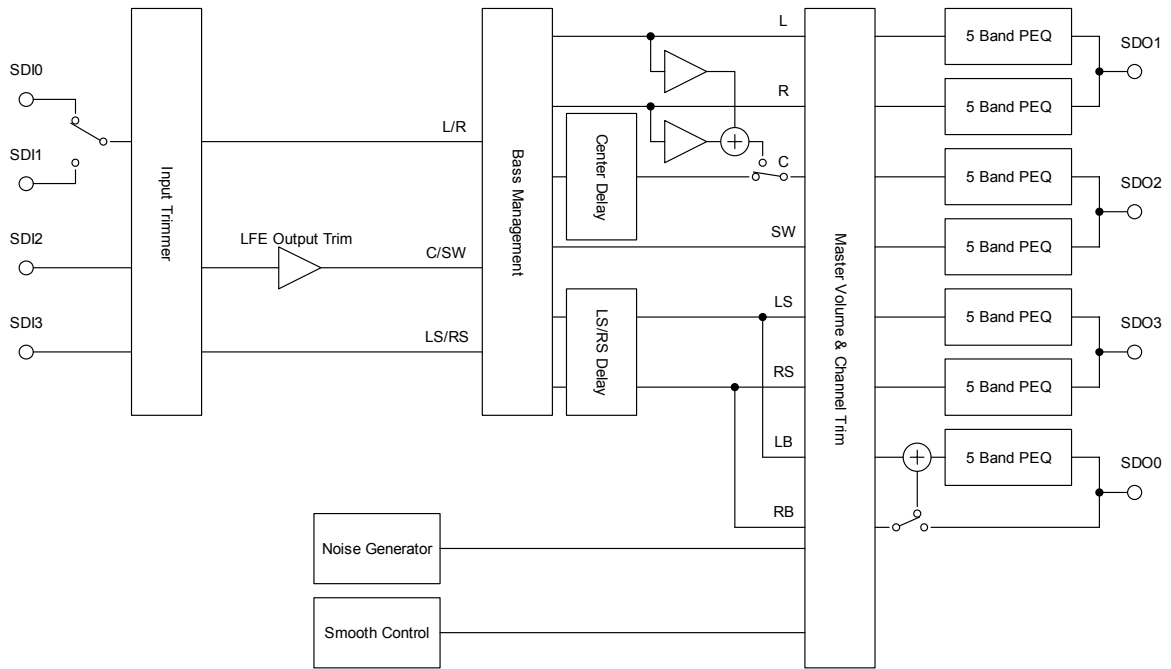 SDI0
SDI1
SDI2
SDI3
Input Trimmer
L/R
LFE Output Trim
C/SW
LS/RS
Bass Management
Center Delay
LS/RS Delay
L
R
C
SW
LS
RS
LB
RB
Noise Generator
Smooth Control
Master Volume & Channel Trim
5 Band PEQ
5 Band PEQ
5 Band PEQ
5 Band PEQ
5 Band PEQ
5 Band PEQ
5 Band PEQ
SDO1
SDO2
SDO3
SDO0